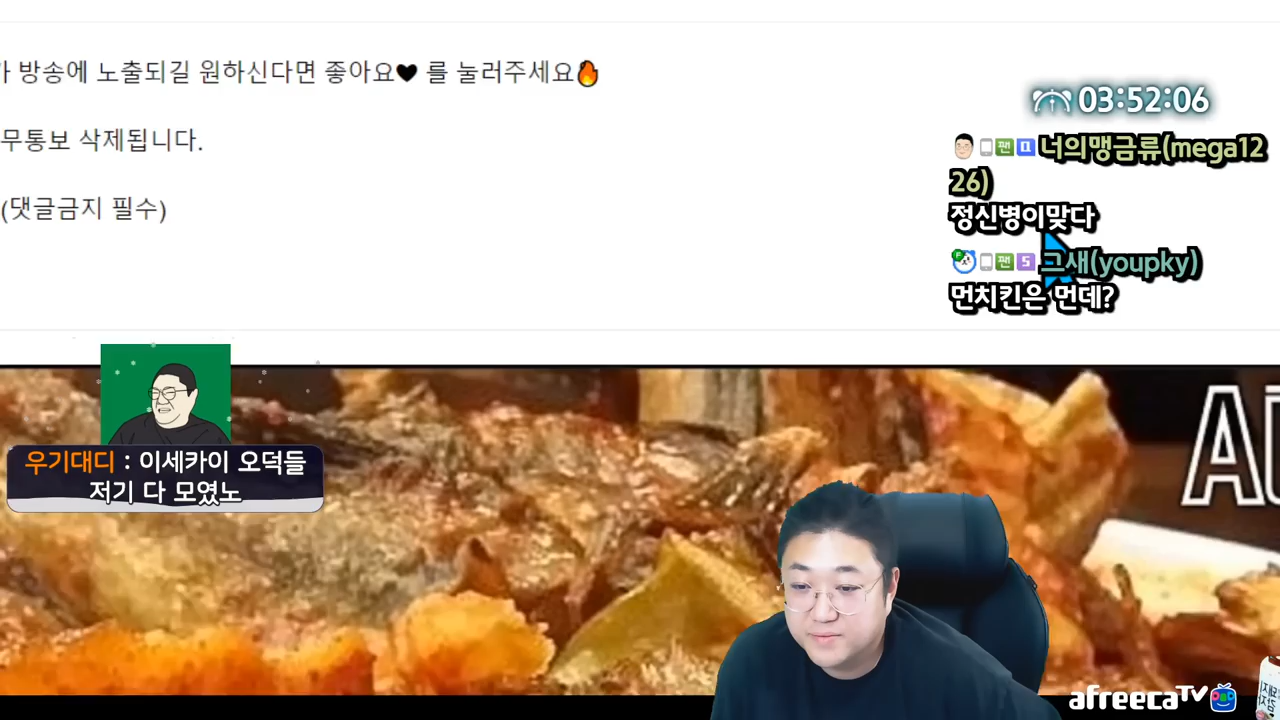 방송에 노출되길 원하신다면 좋아요🖤 를 눌러주세요🔥
무통보 삭제됩니다.
(댓글금지 필수)
03:52:06
팬 너의맹금류(mega12
26)
정신병이맞다
팬 5 그새(youpky)
먼치킨은 먼데?
우기대디 : 이세카이 오덕들
저기 다 모였노
afreecaTV